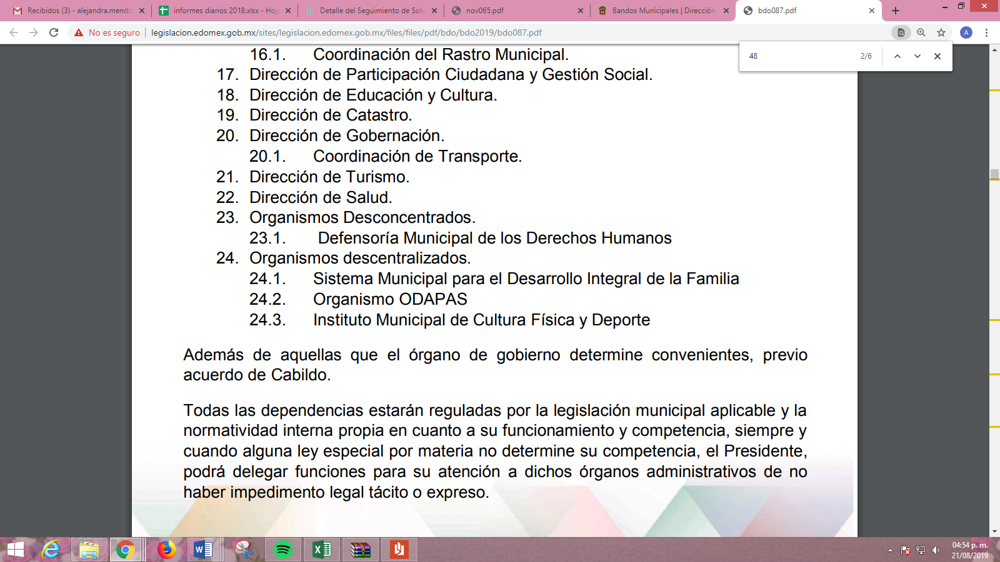 Recibidos (3) - alejandra.mendo
informes diarios 2018.xlsx - Hoja
Detalle del Seguimiento de Solic
nov065.pdf
Bandos Municipales | Dirección
bdo087.pdf
No es seguro
legislacion.edomex.gob.mx/sites/legislacion.edomex.gob.mx/files/files/pdf/bdo/bdo2019/bdo087.pdf
A
48 2/6
16.1. Coordinación del Rastro Municipal.
17. Dirección de Participación Ciudadana y Gestión Social.
18. Dirección de Educación y Cultura.
19. Dirección de Catastro.
20. Dirección de Gobernación.
20.1. Coordinación de Transporte.
21. Dirección de Turismo.
22. Dirección de Salud.
23. Organismos Desconcentrados.
23.1. Defensoría Municipal de los Derechos Humanos
24. Organismos descentralizados.
24.1. Sistema Municipal para el Desarrollo Integral de la Familia
24.2. Organismo ODAPAS
24.3. Instituto Municipal de Cultura Física y Deporte
Además de aquellas que el órgano de gobierno determine convenientes, previo
acuerdo de Cabildo.
Todas las dependencias estarán reguladas por la legislación municipal aplicable y la
normatividad interna propia en cuanto a su funcionamiento y competencia, siempre y
cuando alguna ley especial por materia no determine su competencia, el Presidente,
podrá delegar funciones para su atención a dichos órganos administrativos de no
haber impedimento legal tácito o expreso.
04:54 p. m.
21/08/2019